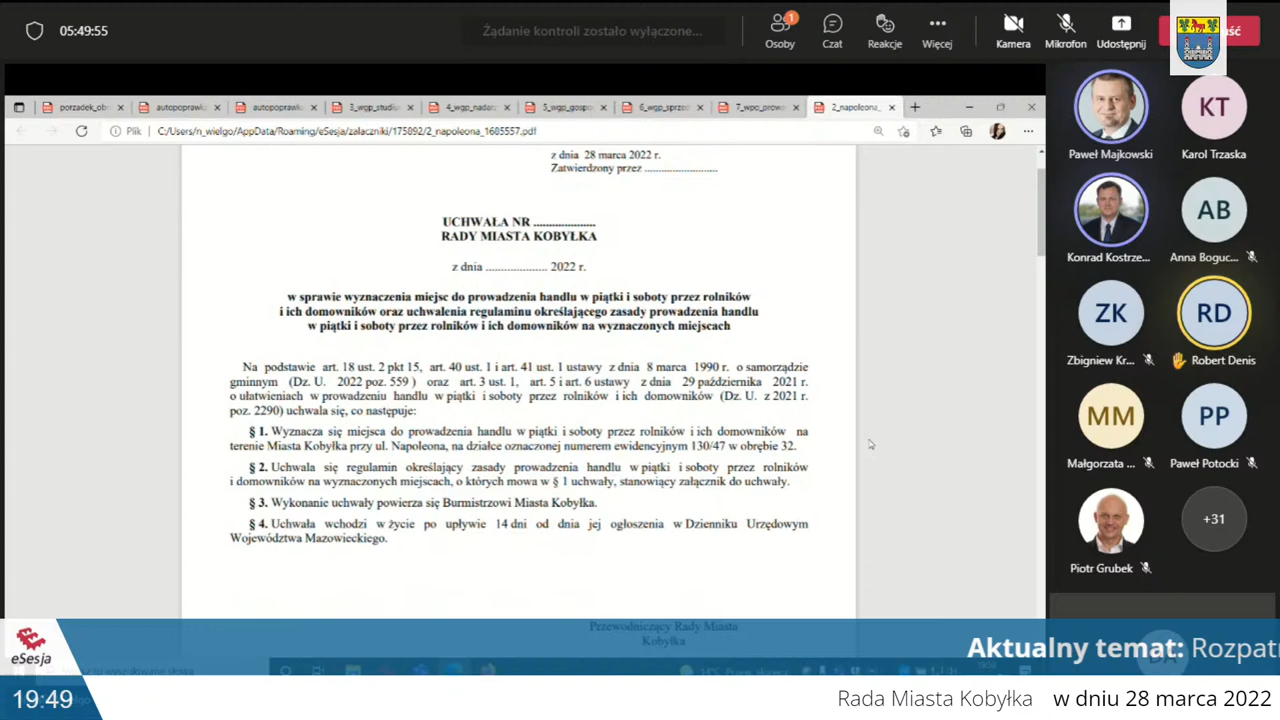 05:49:55
Żądanie kontroli zostało wyłączone...
1
Osoby
Czat
Reakcje
Więcej
Kamera
Mikrofon
Udostępnij
porzadek_ob
autopoprawk
autopoprawk
3_wgp_studiu
4_wgp_nadan
5_wgp_gospo
6_wgp_sprzed
7_wpo_prowe
2_napoleona_
Plik
C:/Users/n_wielgo/AppData/Roaming/eSesja/zalaczniki/175892/2_napoleona_1685557.pdf
z dnia 28 marca 2022 r.
Zatwierdzony przez ........................
UCHWAŁA NR ....................
RADY MIASTA KOBYŁKA
z dnia .................... 2022 r.
w sprawie wyznaczenia miejsc do prowadzenia handlu w piątki i soboty przez rolników
i ich domowników oraz uchwalenia regulaminu określającego zasady prowadzenia handlu
w piątki i soboty przez rolników i ich domowników na wyznaczonych miejscach
Na podstawie art. 18 ust. 2 pkt 15, art. 40 ust. 1 i art. 41 ust. 1 ustawy z dnia 8 marca 1990 r. o samorządzie
gminnym (Dz. U. 2022 poz. 559 ) oraz art. 3 ust. 1, art. 5 i art. 6 ustawy z dnia 29 października 2021 r.
o ułatwieniach w prowadzeniu handlu w piątki i soboty przez rolników i ich domowników (Dz. U. z 2021 r.
poz. 2290) uchwala się, co następuje:
§ 1. Wyznacza się miejsca do prowadzenia handlu w piątki i soboty przez rolników i ich domowników na
terenie Miasta Kobyłka przy ul. Napoleona, na działce oznaczonej numerem ewidencyjnym 130/47 w obrębie 32.
§ 2. Uchwala się regulamin określający zasady prowadzenia handlu w piątki i soboty przez rolników
i domowników na wyznaczonych miejscach, o których mowa w § 1 uchwały, stanowiący załącznik do uchwały.
§ 3. Wykonanie uchwały powierza się Burmistrzowi Miasta Kobyłka.
§ 4. Uchwała wchodzi w życie po upływie 14 dni od dnia jej ogłoszenia w Dzienniku Urzędowym
Województwa Mazowieckiego.
Przewodniczący Rady Miasta
Kobyłka
Paweł Majkowski
KT
Karol Trzaska
Konrad Kostrze...
AB
Anna Boguc...
ZK
Zbigniew Kr...
RD
Robert Denis
MM
Małgorzata ...
PP
Paweł Potocki
Piotr Grubek
+31
eSesja
Aktualny temat: Rozpatr
19:49
Rada Miasta Kobyłka w dniu 28 marca 2022